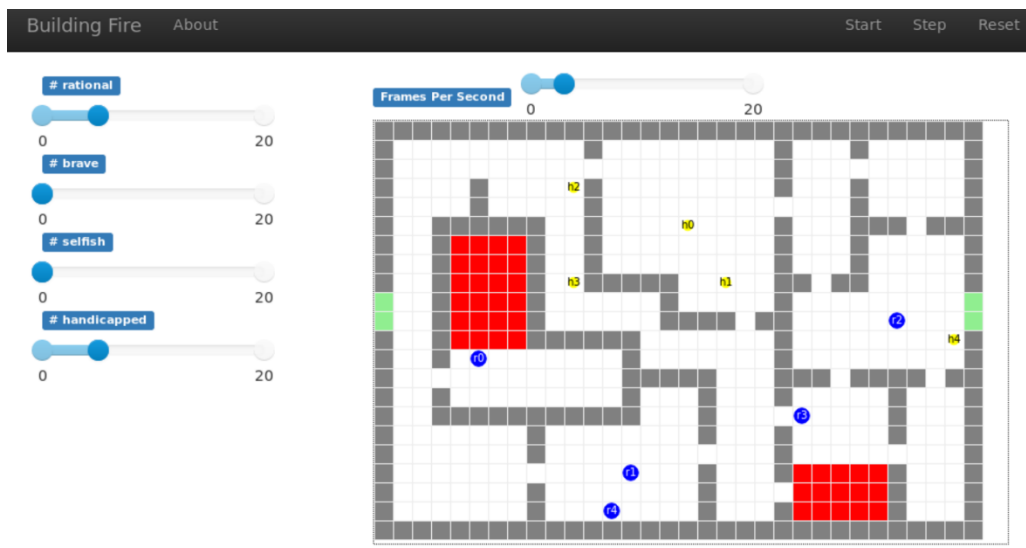 Building Fire About Start Step Reset
# rational
0 20
# brave
0 20
# selfish
0 20
# handicapped
0 20
Frames Per Second
0 20
h2
h0
h3
h1
r2
h4
r0
r3
r1
r4